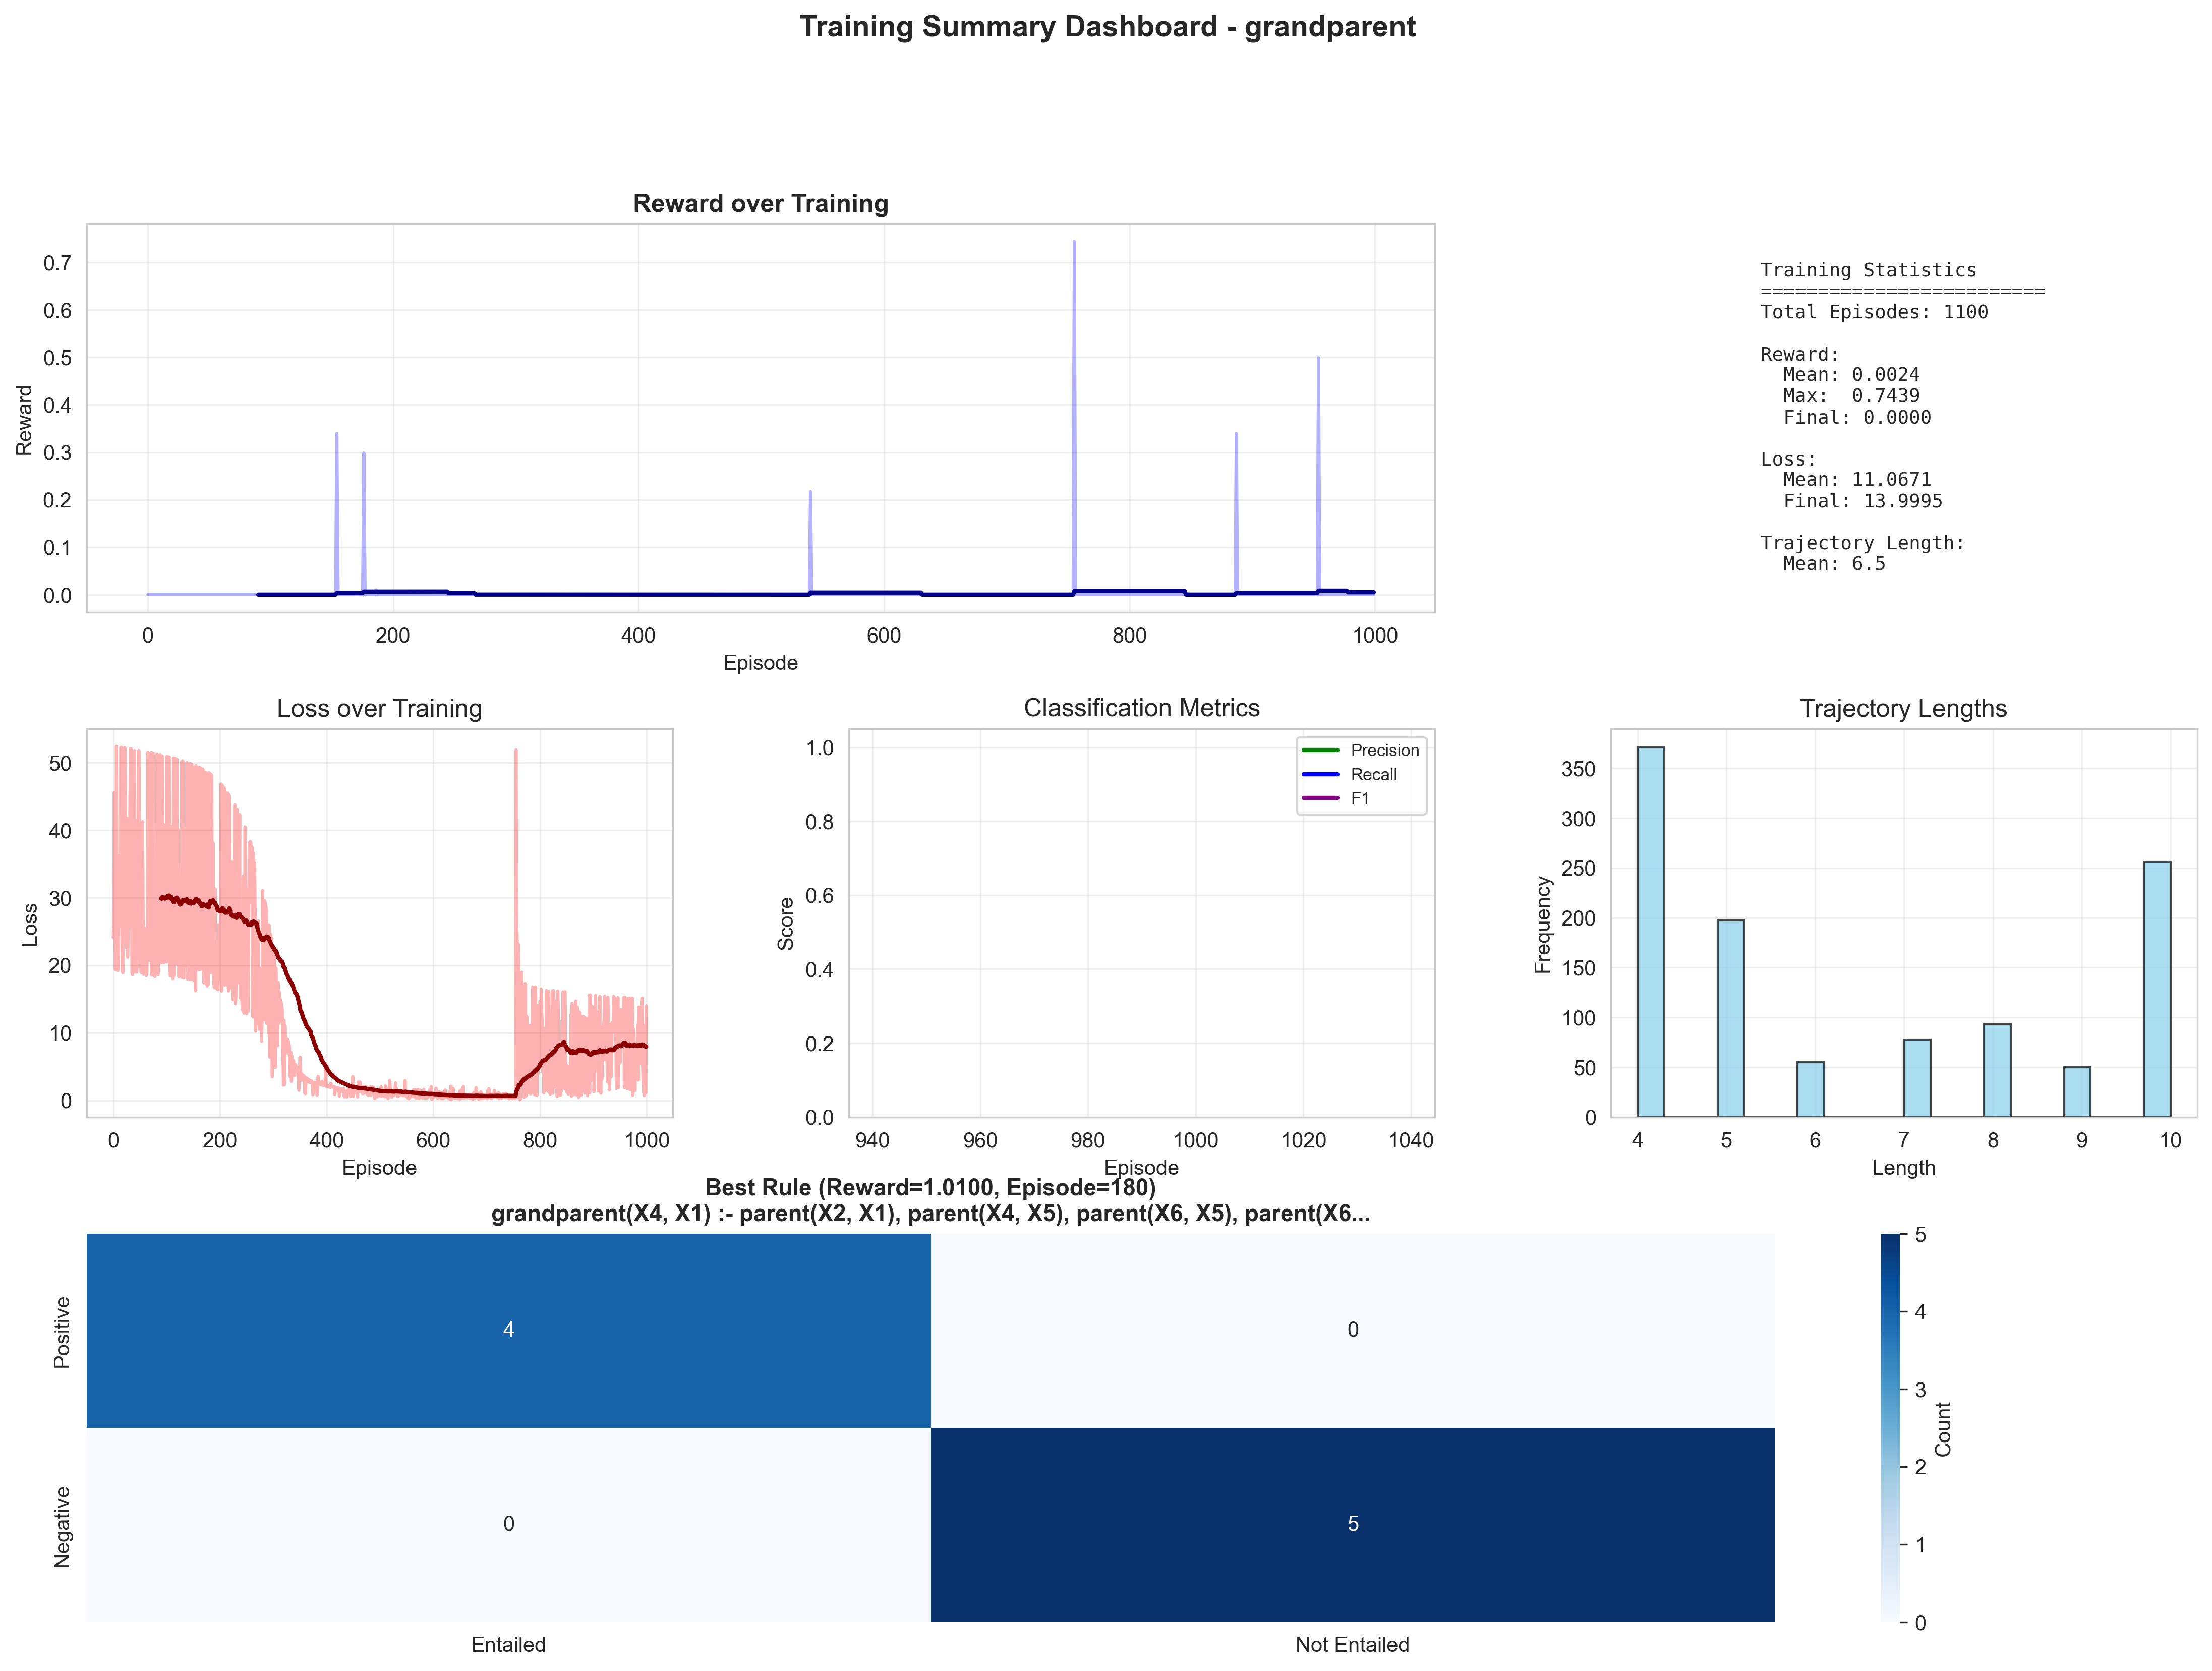 Training Summary Dashboard - grandparent
Reward over Training
Reward
0.7
0.6
0.5
0.4
0.3
0.2
0.1
0.0
0 200 400 600 800 1000
Episode
Training Statistics
=========================
Total Episodes: 1100
Reward:
Mean: 0.0024
Max: 0.7439
Final: 0.0000
Loss:
Mean: 11.0671
Final: 13.9995
Trajectory Length:
Mean: 6.5
Loss over Training
Loss
50
40
30
20
10
0
0 200 400 600 800 1000
Episode
Classification Metrics
Score
1.0
0.8
0.6
0.4
0.2
0.0
Precision
Recall
F1
940 960 980 1000 1020 1040
Episode
Trajectory Lengths
Frequency
350
300
250
200
150
100
50
0
4 5 6 7 8 9 10
Length
Best Rule (Reward=1.0100, Episode=180)
grandparent(X4, X1) :- parent(X2, X1), parent(X4, X5), parent(X6, X5), parent(X6...
Positive
4 0
Negative
0 5
Entailed Not Entailed
5
4
3
2
1
0
Count